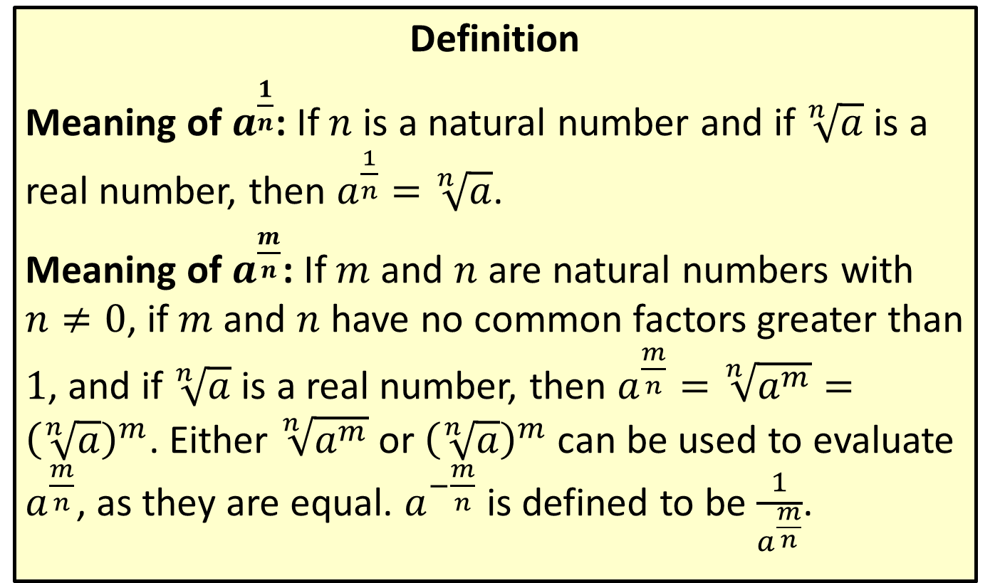 Definition
Meaning of $a^{\frac{1}{n}}$: If $n$ is a natural number and if $\sqrt[n]{a}$ is a
real number, then $a^{\frac{1}{n}} = \sqrt[n]{a}$.
Meaning of $a^{\frac{m}{n}}$: If $m$ and $n$ are natural numbers with
$n \neq 0$, if $m$ and $n$ have no common factors greater than
1, and if $\sqrt[n]{a}$ is a real number, then $a^{\frac{m}{n}} = \sqrt[n]{a^m} =$
$(\sqrt[n]{a})^m$. Either $\sqrt[n]{a^m}$ or $(\sqrt[n]{a})^m$ can be used to evaluate
$a^{\frac{m}{n}}$, as they are equal. $a^{-\frac{m}{n}}$ is defined to be $\frac{1}{a^{\frac{m}{n}}}$.